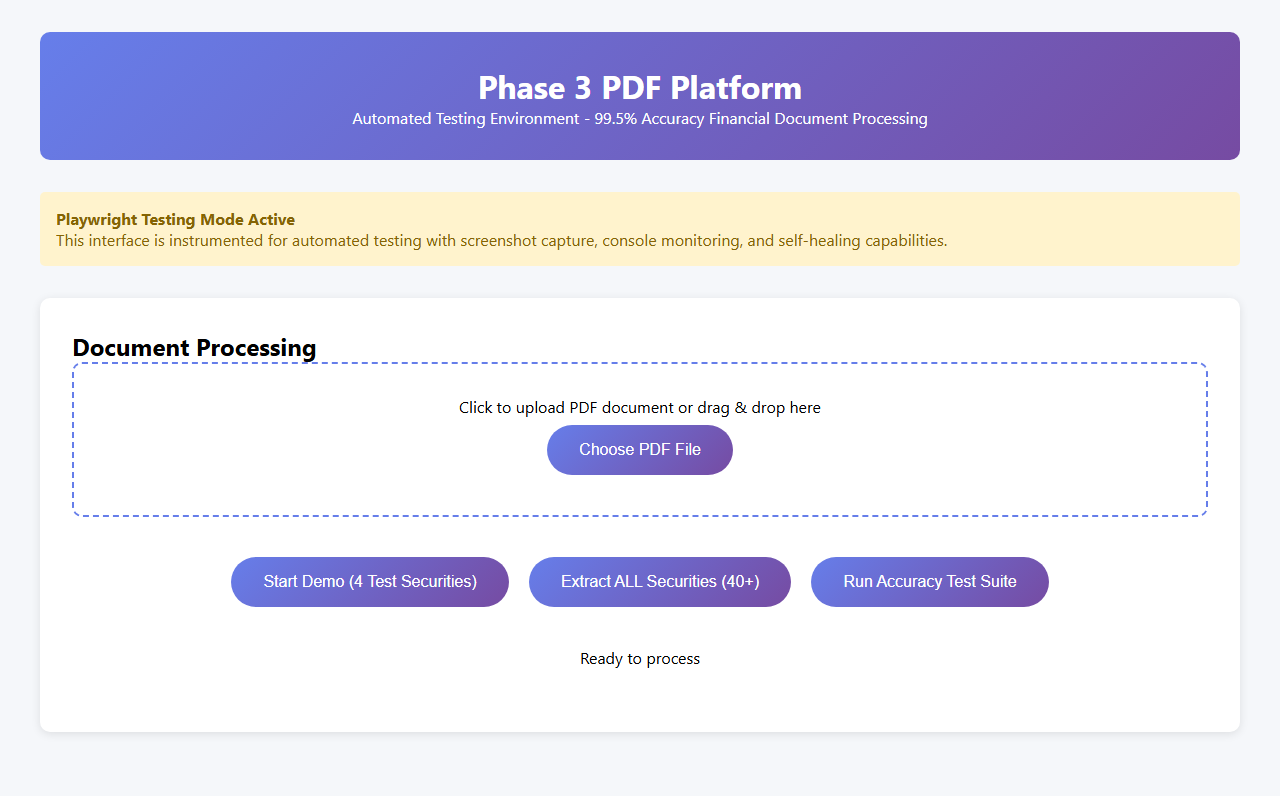 Phase 3 PDF Platform
Automated Testing Environment - 99.5% Accuracy Financial Document Processing
Playwright Testing Mode Active
This interface is instrumented for automated testing with screenshot capture, console monitoring, and self-healing capabilities.
Document Processing
Click to upload PDF document or drag & drop here
Choose PDF File
Start Demo (4 Test Securities)
Extract ALL Securities (40+)
Run Accuracy Test Suite
Ready to process